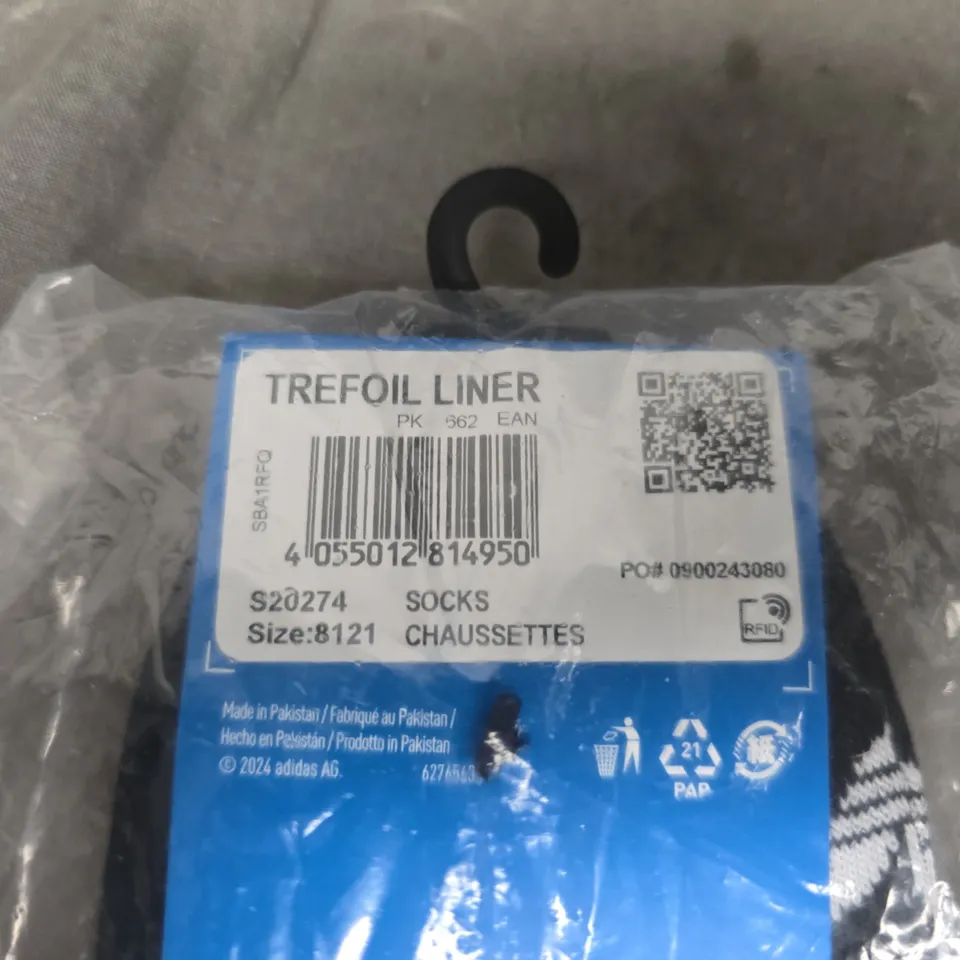 TREFOIL LINER
PK 662 EAN
SBA1RFQ
4 055012 814950
PO# 0900243080
S20274 SOCKS
Size:8121 CHAUSSETTES
RFID
Made in Pakistan / Fabriqué au Pakistan /
Hecho en Pakistán / Prodotto in Pakistan
© 2024 adidas AG.
21
PAP
紙